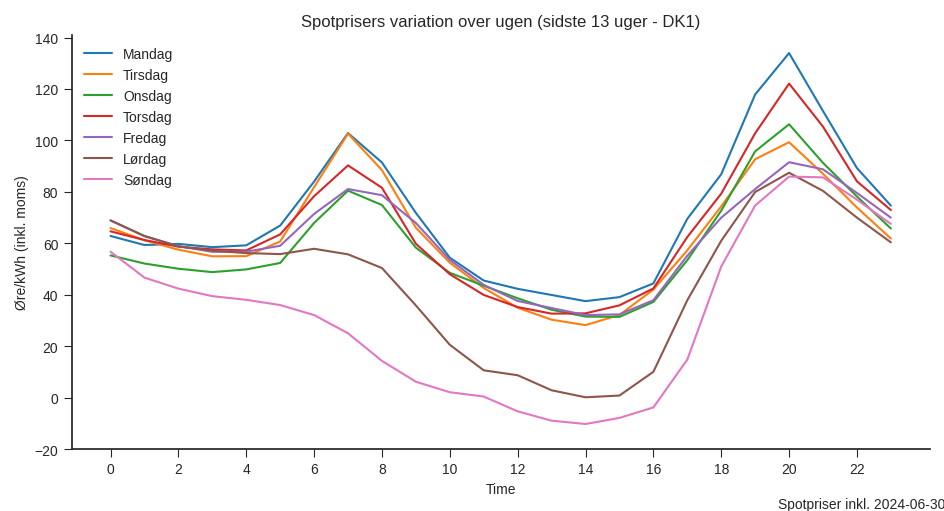 Spotprisers variation over ugen (sidste 13 uger - DK1)
Øre/kWh (inkl. moms)
140
120
100
80
60
40
20
0
−20
Mandag
Tirsdag
Onsdag
Torsdag
Fredag
Lørdag
Søndag
0 2 4 6 8 10 12 14 16 18 20 22
Time
Spotpriser inkl. 2024-06-30